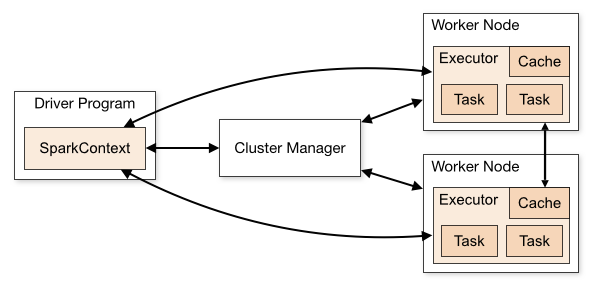 Worker Node
Executor
Cache
Task Task
Driver Program
SparkContext
Cluster Manager
Worker Node
Executor
Cache
Task Task